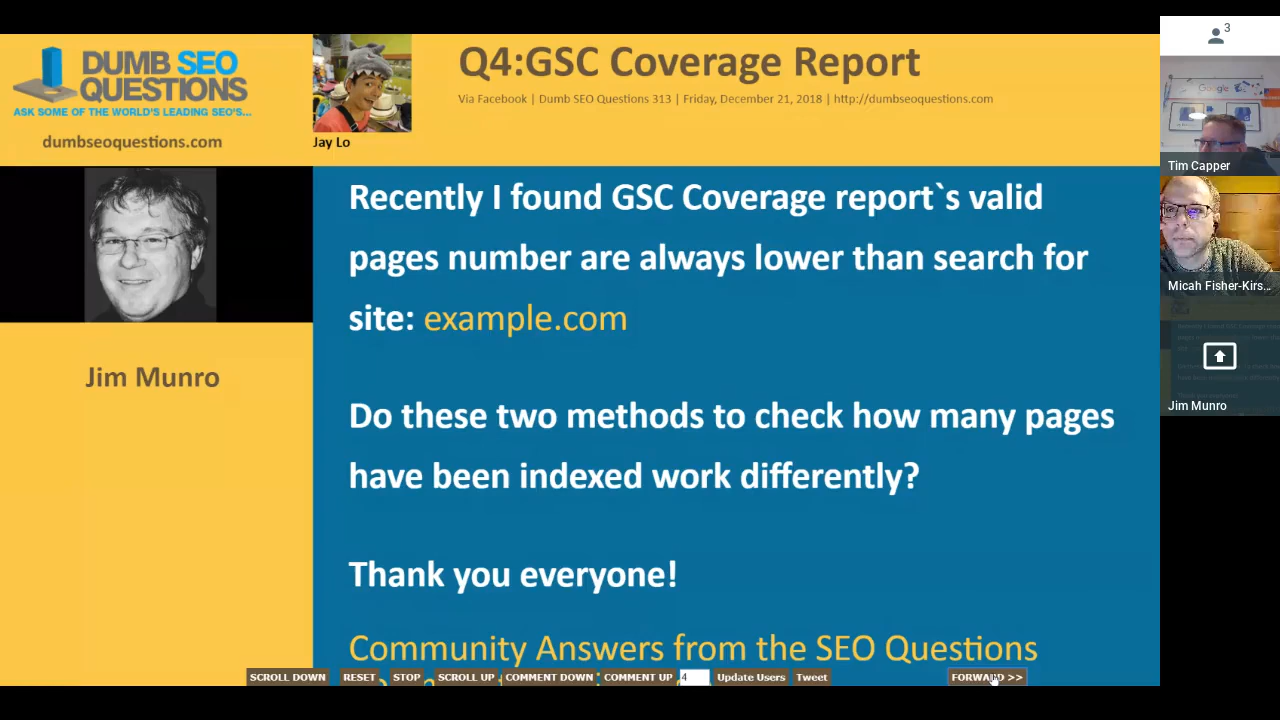 DUMB SEO
QUESTIONS
ASK SOME OF THE WORLD'S LEADING SEO'S...
dumbseoquestions.com
Jay Lo
Q4:GSC Coverage Report
Via Facebook | Dumb SEO Questions 313 | Friday, December 21, 2018 | http://dumbseoquestions.com
Jim Munro
Recently I found GSC Coverage report`s valid
pages number are always lower than search for
site: example.com
Do these two methods to check how many pages
have been indexed work differently?
Thank you everyone!
Community Answers from the SEO Questions
SCROLL DOWN RESET STOP SCROLL UP COMMENT DOWN COMMENT UP 4 Update Users Tweet FORWARD >>
3
Google
Tim Capper
Micah Fisher-Kirs...
Jim Munro